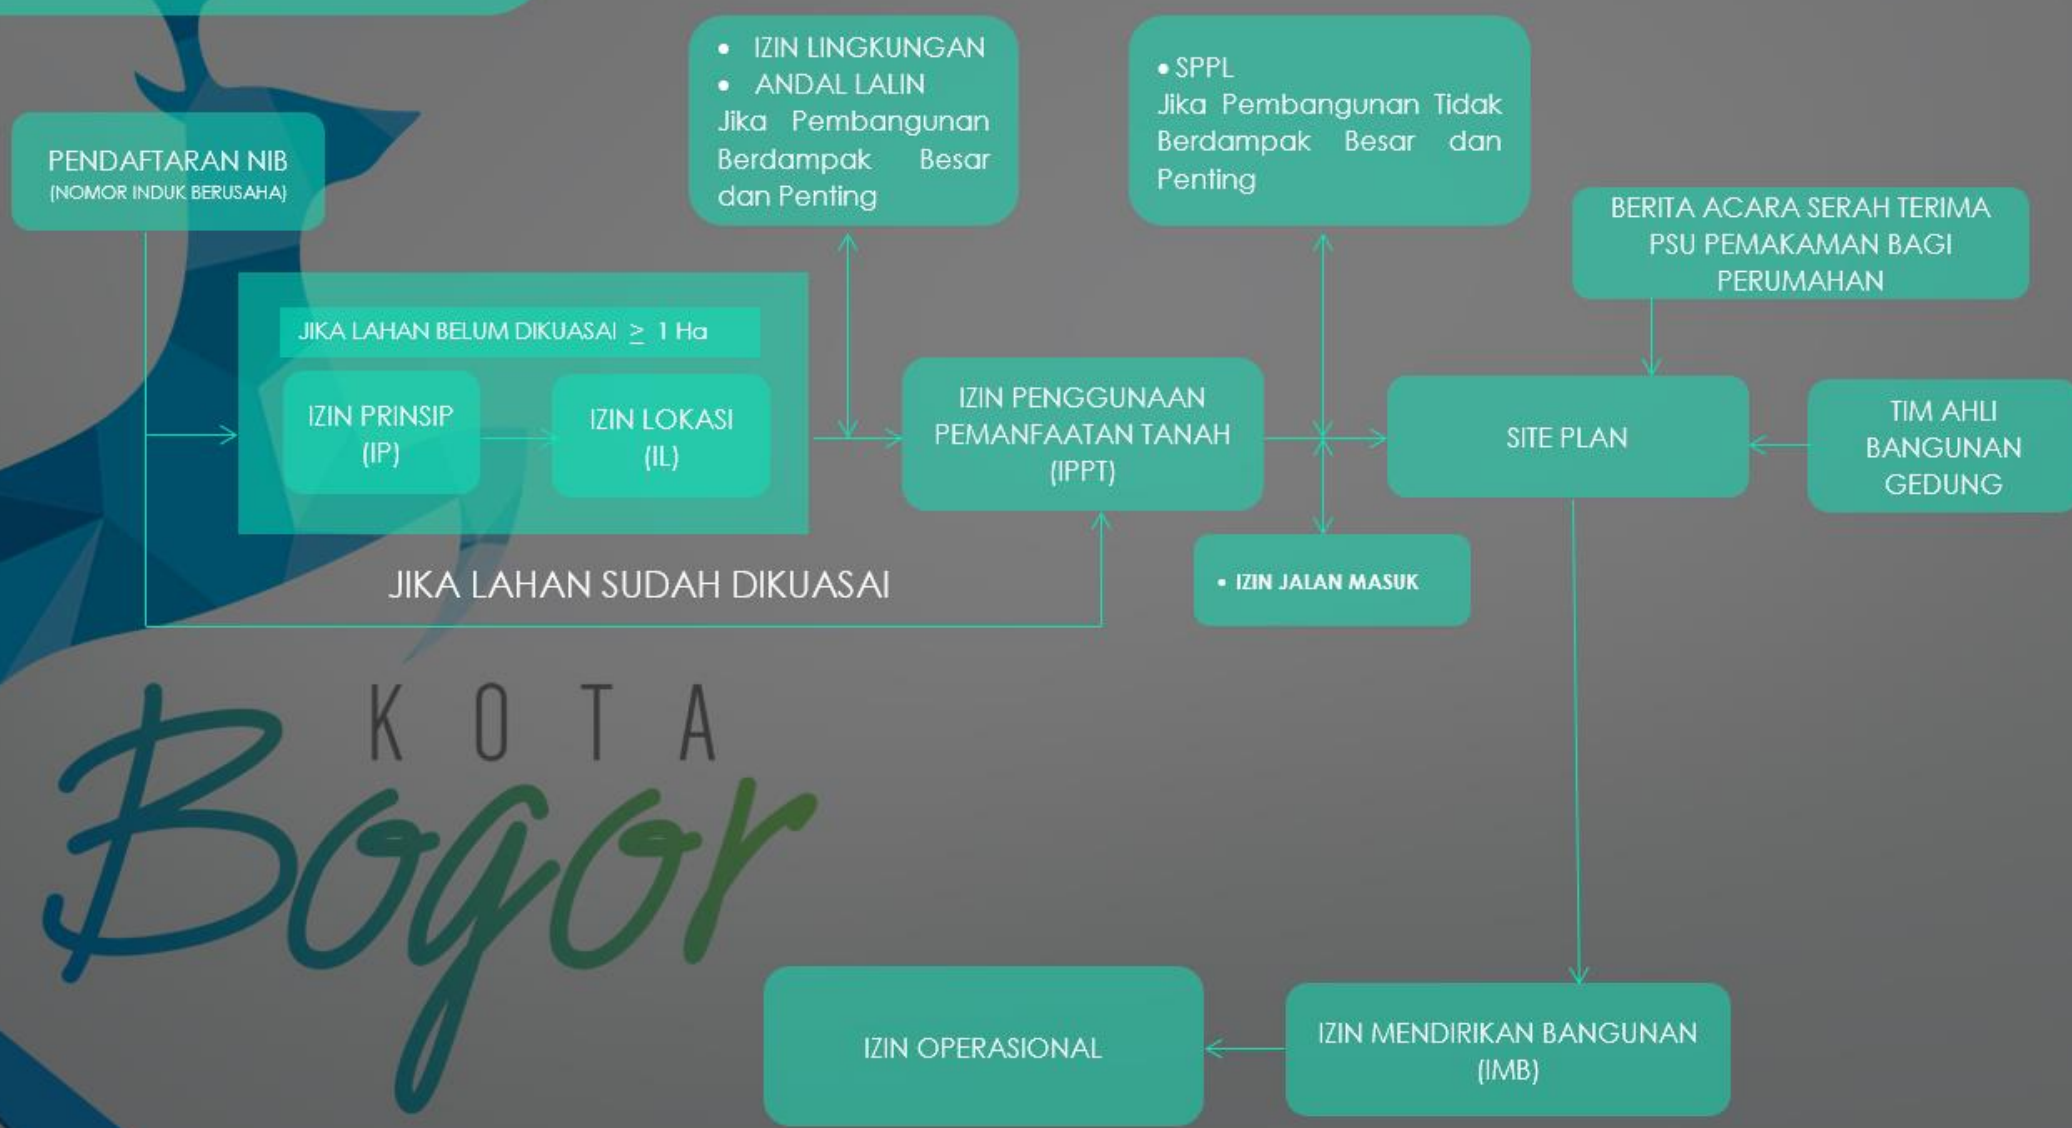 PENDAFTARAN NIB
(NOMOR INDUK BERUSAHA)
• IZIN LINGKUNGAN
• ANDAL LALIN
Jika Pembangunan
Berdampak Besar
dan Penting
• SPPL
Jika Pembangunan Tidak
Berdampak Besar dan
Penting
BERITA ACARA SERAH TERIMA
PSU PEMAKAMAN BAGI
PERUMAHAN
JIKA LAHAN BELUM DIKUASAI ≥ 1 Ha
IZIN PRINSIP
(IP)
IZIN LOKASI
(IL)
IZIN PENGGUNAAN
PEMANFAATAN TANAH
(IPPT)
SITE PLAN
TIM AHLI
BANGUNAN
GEDUNG
JIKA LAHAN SUDAH DIKUASAI
• IZIN JALAN MASUK
KOTA
Bogor
IZIN OPERASIONAL
IZIN MENDIRIKAN BANGUNAN
(IMB)